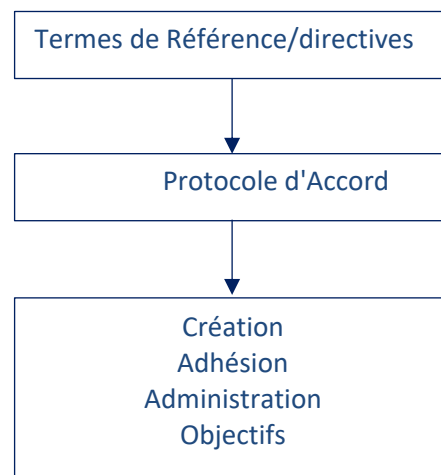 Termes de Référence/directives
Protocole d'Accord
Création
Adhésion
Administration
Objectifs